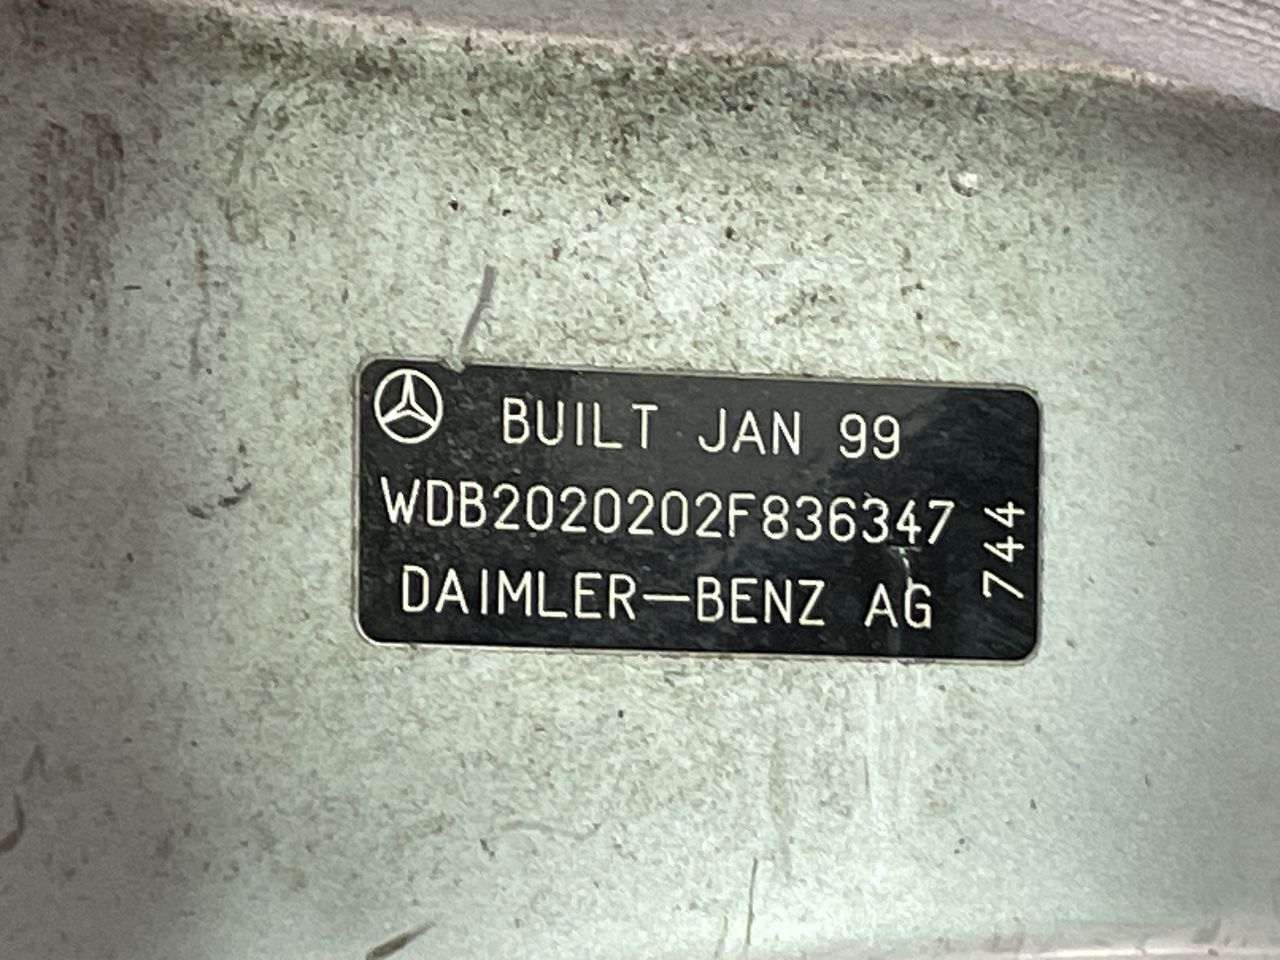 BUILT JAN 99
WDB2020202F836347
DAIMLER-BENZ AG
744